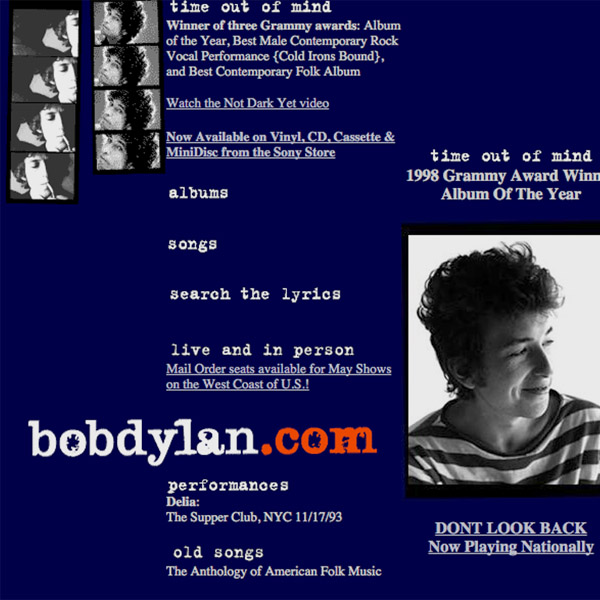 time out of mind
Winner of three Grammy awards: Album
of the Year, Best Male Contemporary Rock
Vocal Performance {Cold Irons Bound},
and Best Contemporary Folk Album
Watch the Not Dark Yet video
Now Available on Vinyl, CD, Cassette &
MiniDisc from the Sony Store
albums
songs
search the lyrics
live and in person
Mail Order seats available for May Shows
on the West Coast of U.S.!
bobdylan.com
performances
Delia:
The Supper Club, NYC 11/17/93
old songs
The Anthology of American Folk Music
time out of mind
1998 Grammy Award Winn
Album Of The Year
DONT LOOK BACK
Now Playing Nationally